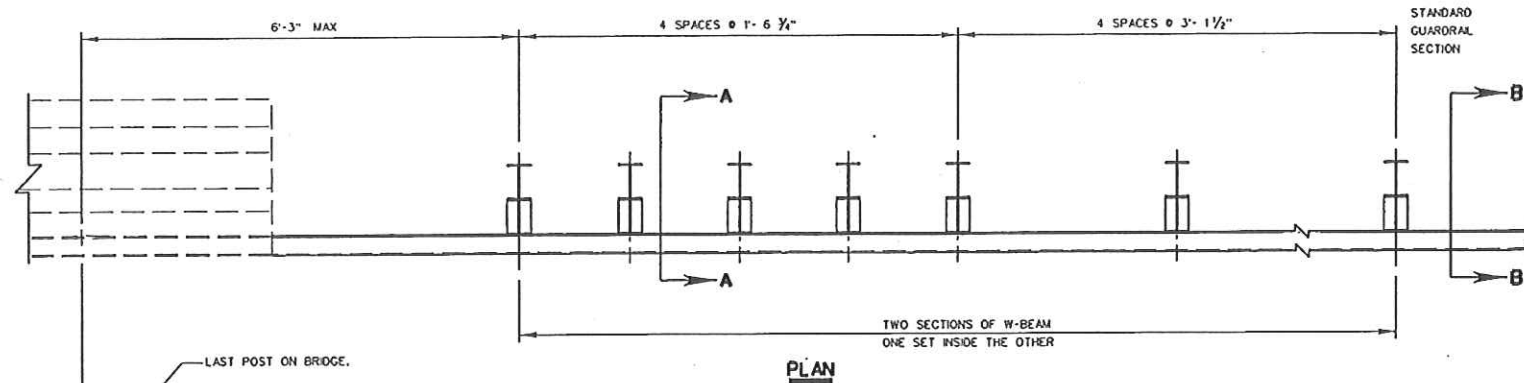 6'-3" MAX
4 SPACES @ 1'- 6 3/4"
4 SPACES @ 3'- 1 1/2"
STANDARD
GUARDRAIL
SECTION
A
B
A
B
TWO SECTIONS OF W-BEAM
ONE SET INSIDE THE OTHER
LAST POST ON BRIDGE.
PLAN